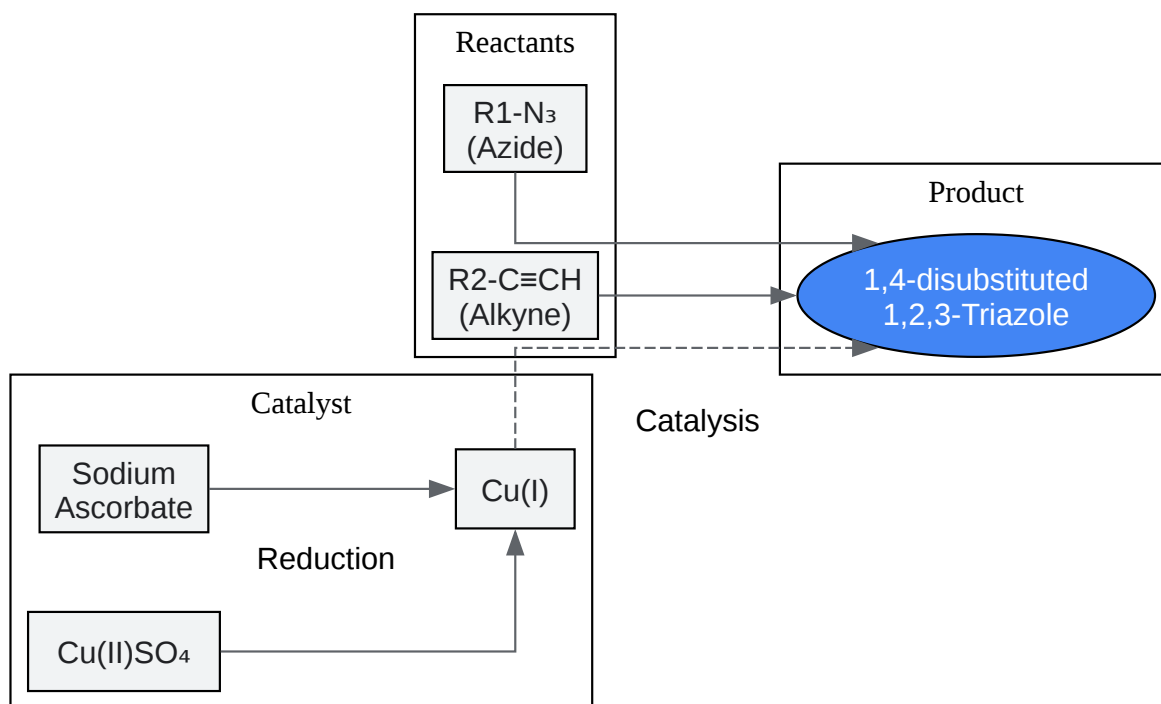 Reactants
R1-N₃
(Azide)
R2-C≡CH
(Alkyne)
Product
1,4-disubstituted
1,2,3-Triazole
Catalyst
Catalysis
Sodium
Ascorbate
Cu(I)
Reduction
Cu(II)SO₄